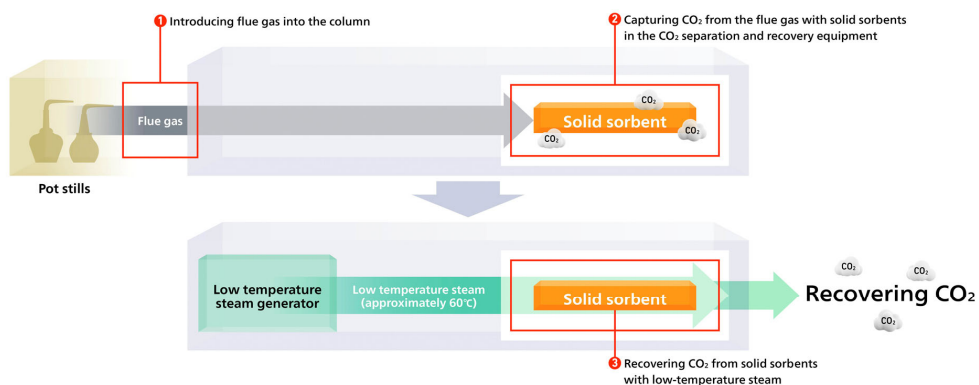 1 Introducing flue gas into the column
2 Capturing CO₂ from the flue gas with solid sorbents
in the CO₂ separation and recovery equipment
Flue gas
Solid sorbent
CO₂
CO₂
CO₂
Pot stills
Low temperature
steam generator
Low temperature steam
(approximately 60℃)
Solid sorbent
CO₂
CO₂
CO₂
Recovering CO₂
3 Recovering CO₂ from solid sorbents
with low-temperature steam